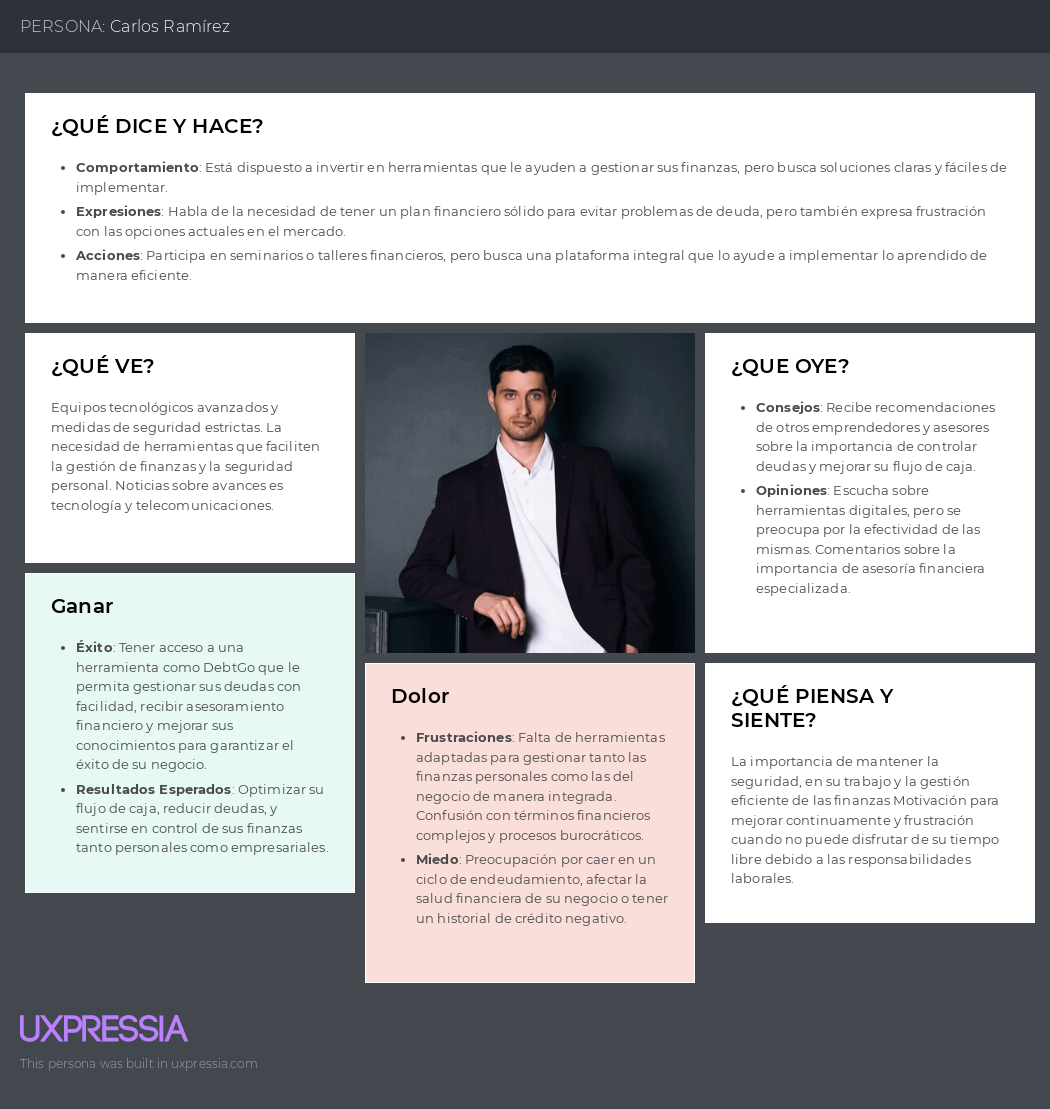 PERSONA: Carlos Ramírez
¿QUÉ DICE Y HACE?
• Comportamiento: Está dispuesto a invertir en herramientas que le ayuden a gestionar sus finanzas, pero busca soluciones claras y fáciles de
implementar.
• Expresiones: Habla de la necesidad de tener un plan financiero sólido para evitar problemas de deuda, pero también expresa frustración
con las opciones actuales en el mercado.
• Acciones: Participa en seminarios o talleres financieros, pero busca una plataforma integral que lo ayude a implementar lo aprendido de
manera eficiente.
¿QUÉ VE?
Equipos tecnológicos avanzados y
medidas de seguridad estrictas. La
necesidad de herramientas que faciliten
la gestión de finanzas y la seguridad
personal. Noticias sobre avances es
tecnología y telecomunicaciones.
¿QUE OYE?
• Consejos: Recibe recomendaciones
de otros emprendedores y asesores
sobre la importancia de controlar
deudas y mejorar su flujo de caja.
• Opiniones: Escucha sobre
herramientas digitales, pero se
preocupa por la efectividad de las
mismas. Comentarios sobre la
importancia de asesoría financiera
especializada.
Ganar
• Éxito: Tener acceso a una
herramienta como DebtGo que le
permita gestionar sus deudas con
facilidad, recibir asesoramiento
financiero y mejorar sus
conocimientos para garantizar el
éxito de su negocio.
• Resultados Esperados: Optimizar su
flujo de caja, reducir deudas, y
sentirse en control de sus finanzas
tanto personales como empresariales.
Dolor
• Frustraciones: Falta de herramientas
adaptadas para gestionar tanto las
finanzas personales como las del
negocio de manera integrada.
Confusión con términos financieros
complejos y procesos burocráticos.
• Miedo: Preocupación por caer en un
ciclo de endeudamiento, afectar la
salud financiera de su negocio o tener
un historial de crédito negativo.
¿QUÉ PIENSA Y
SIENTE?
La importancia de mantener la
seguridad, en su trabajo y la gestión
eficiente de las finanzas Motivación para
mejorar continuamente y frustración
cuando no puede disfrutar de su tiempo
libre debido a las responsabilidades
laborales.
UXPRESSIA
This persona was built in uxpressia.com